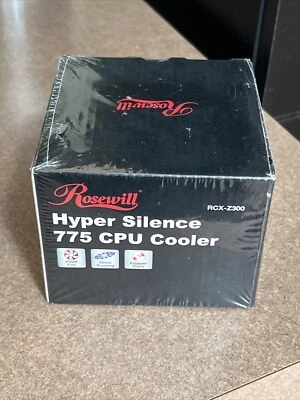 Rosewill
Rosewill
RCX-Z300
Hyper Silence
775 CPU Cooler